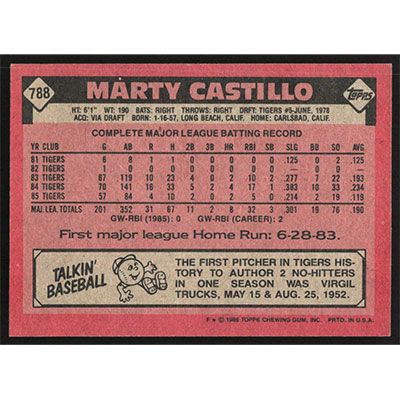 788
MARTY CASTILLO
Topps
HT: 6'1" WT: 190 BATS: RIGHT THROWS: RIGHT DRFT: TIGERS #5-JUNE, 1978
ACQ: VIA DRAFT BORN: 1-16-57, LONG BEACH, CALIF. HOME: CARLSBAD, CALIF.
COMPLETE MAJOR LEAGUE BATTING RECORD
YR CLUB G AB R H 2B 3B HR RBI SB SLG BB SO AVG
81 TIGERS 6 8 1 1 0 0 0 0 0 .125 0 2 .125
82 TIGERS 1 0 0 0 0 0 0 0 0 .000 0 0 .000
83 TIGERS 67 119 10 23 4 0 2 10 0 .277 7 22 .193
84 TIGERS 70 141 16 33 5 2 4 17 1 .383 10 33 .234
85 TIGERS 57 84 4 10 2 0 2 5 0 .214 2 19 .119
MAJ. LEA. TOTALS 201 352 31 67 11 2 8 32 1 .301 19 76 .190
GW-RBI (1985): 0 GW-RBI (CAREER): 2
First major league Home Run: 6-28-83.
TALKIN' BASEBALL
THE FIRST PITCHER IN TIGERS HIS-
TORY TO AUTHOR 2 NO-HITTERS
IN ONE SEASON WAS VIRGIL
TRUCKS, MAY 15 & AUG. 25, 1952.
F * © 1986 TOPPS CHEWING GUM, INC. PRTD. IN U.S.A.